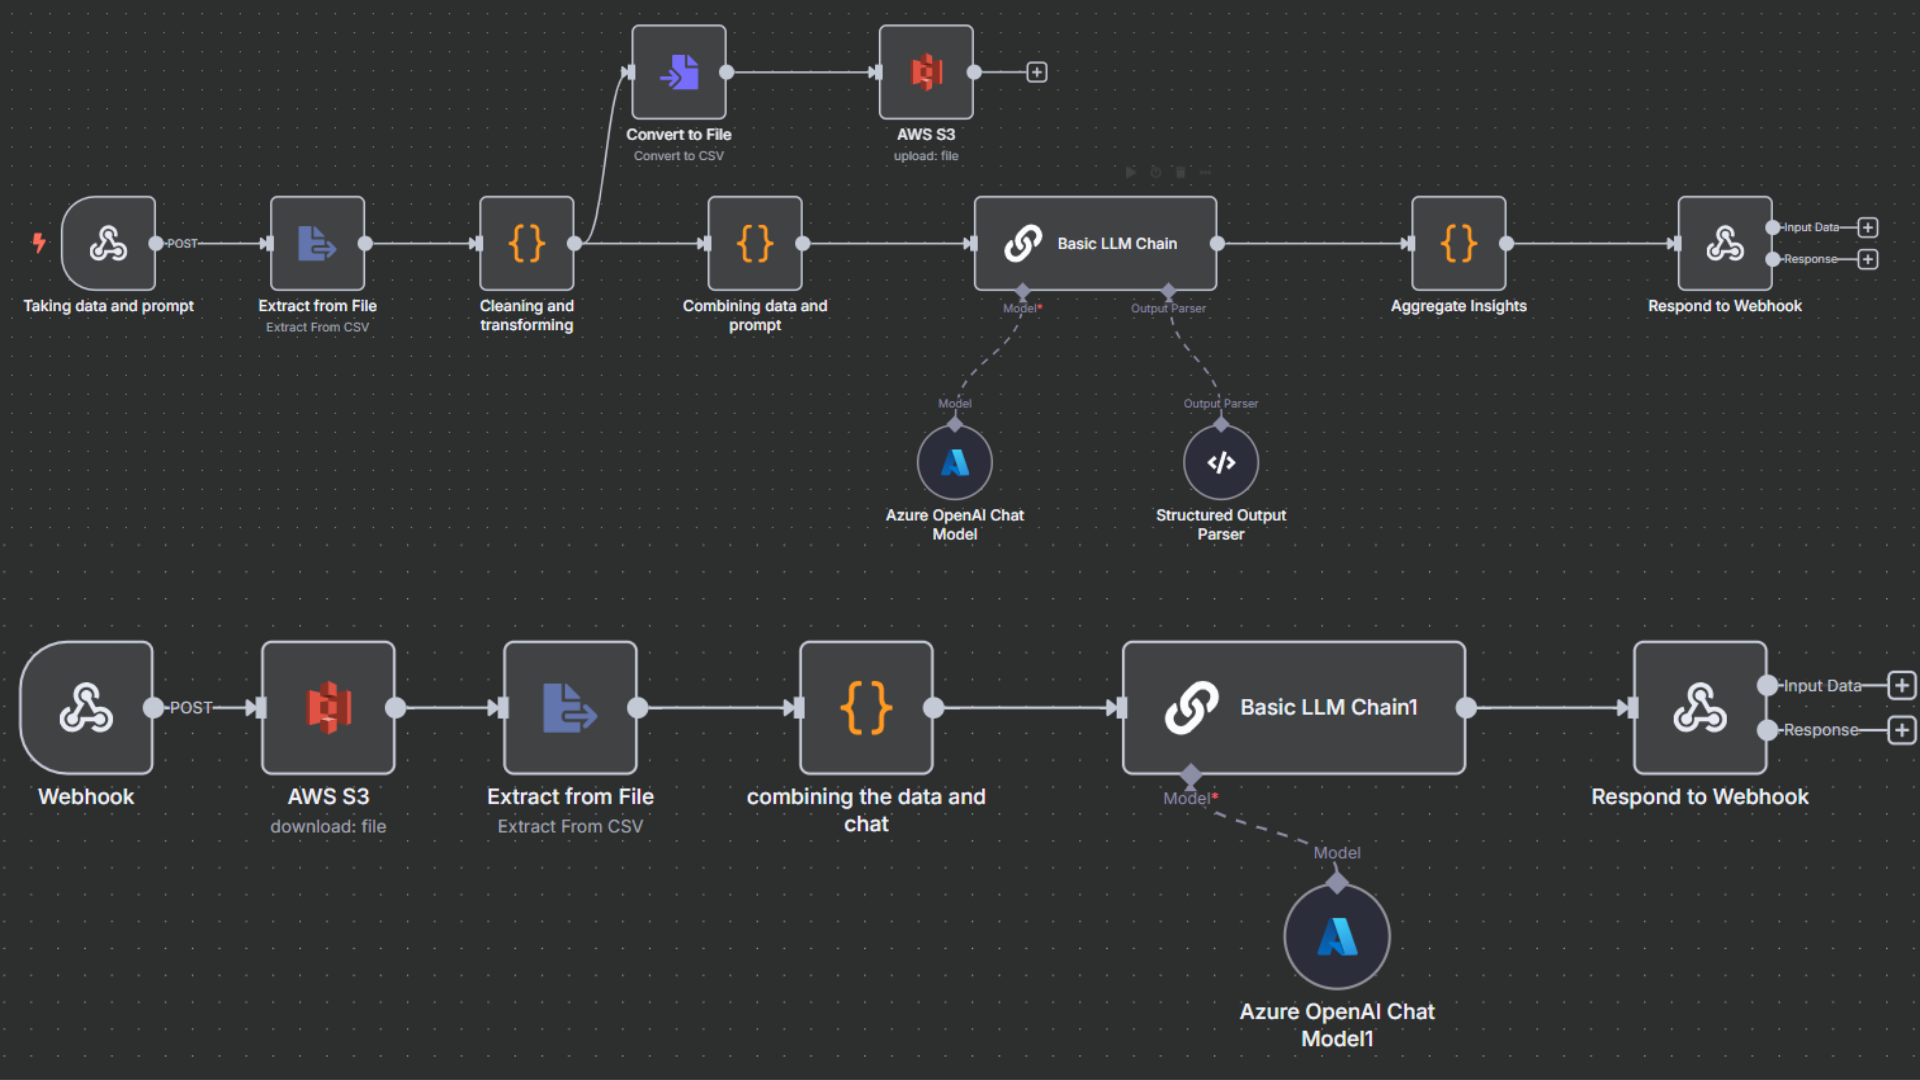 Convert to File
Convert to CSV
AWS S3
upload: file
POST
Taking data and prompt
Extract from File
Extract From CSV
Cleaning and
transforming
Combining data and
prompt
Basic LLM Chain
Model*
Output Parser
Model
Azure OpenAI Chat
Model
Output Parser
Structured Output
Parser
Aggregate Insights
Input Data
Response
Respond to Webhook
POST
Webhook
AWS S3
download: file
Extract from File
Extract From CSV
combining the data and
chat
Basic LLM Chain1
Model*
Model
Azure OpenAI Chat
Model1
Input Data
Response
Respond to Webhook